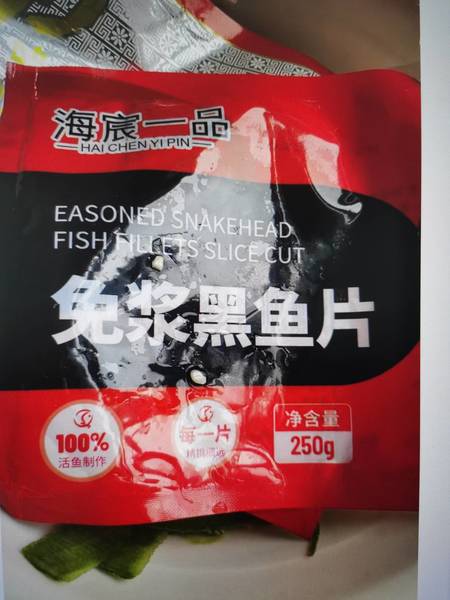 海宸一品
HAI CHEN YI PIN
EASONED SNAKEHEAD
FISH FILLETS SLICE CUT
免浆黑鱼片
100%
活鱼制作
每一片
净含量
250g